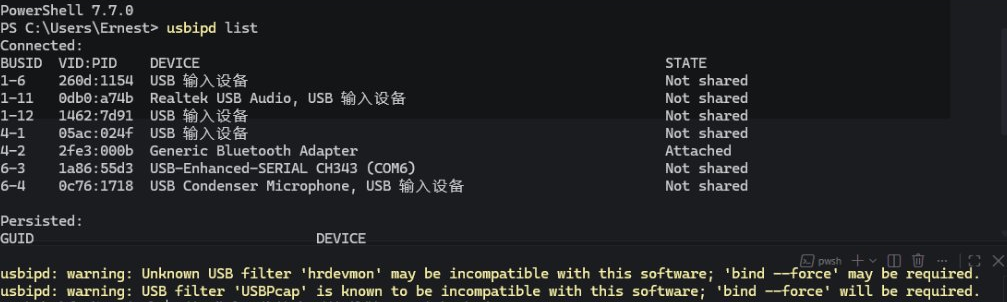 PowerShell 7.7.0
PS C:\Users\Ernest> usbipd list
Connected:
BUSID  VID:PID    DEVICE                                                        STATE
1-6    260d:1154  USB 输入设备                                                  Not shared
1-11   0db0:a74b  Realtek USB Audio, USB 输入设备                               Not shared
1-12   1462:7d91  USB 输入设备                                                  Not shared
4-1    05ac:024f  USB 输入设备                                                  Not shared
4-2    2fe3:000b  Generic Bluetooth Adapter                                     Attached
6-3    1a86:55d3  USB-Enhanced-SERIAL CH343 (COM6)                              Not shared
6-4    0c76:1718  USB Condenser Microphone, USB 输入设备                        Not shared
Persisted:
GUID                                  DEVICE
pwsh
usbipd: warning: Unknown USB filter 'hrdevmon' may be incompatible with this software; 'bind --force' may be required.
usbipd: warning: USB filter 'USBPcap' is known to be incompatible with this software; 'bind --force' will be required.